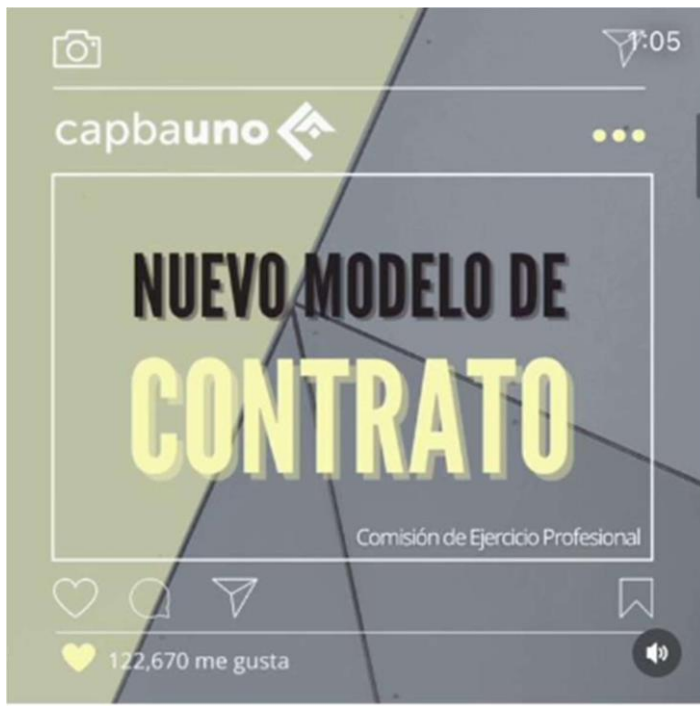 1:05
capbauno
NUEVO MODELO DE
CONTRATO
Comisión de Ejercicio Profesional
122,670 me gusta